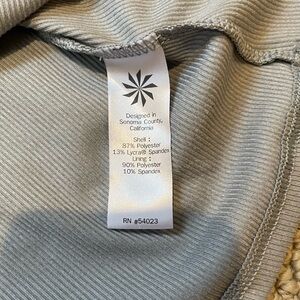 Designed in
Sonoma County,
California
Shell :
87% Polyester
13% Lycra® Spandex
Lining :
90% Polyester
10% Spandex
RN #54023